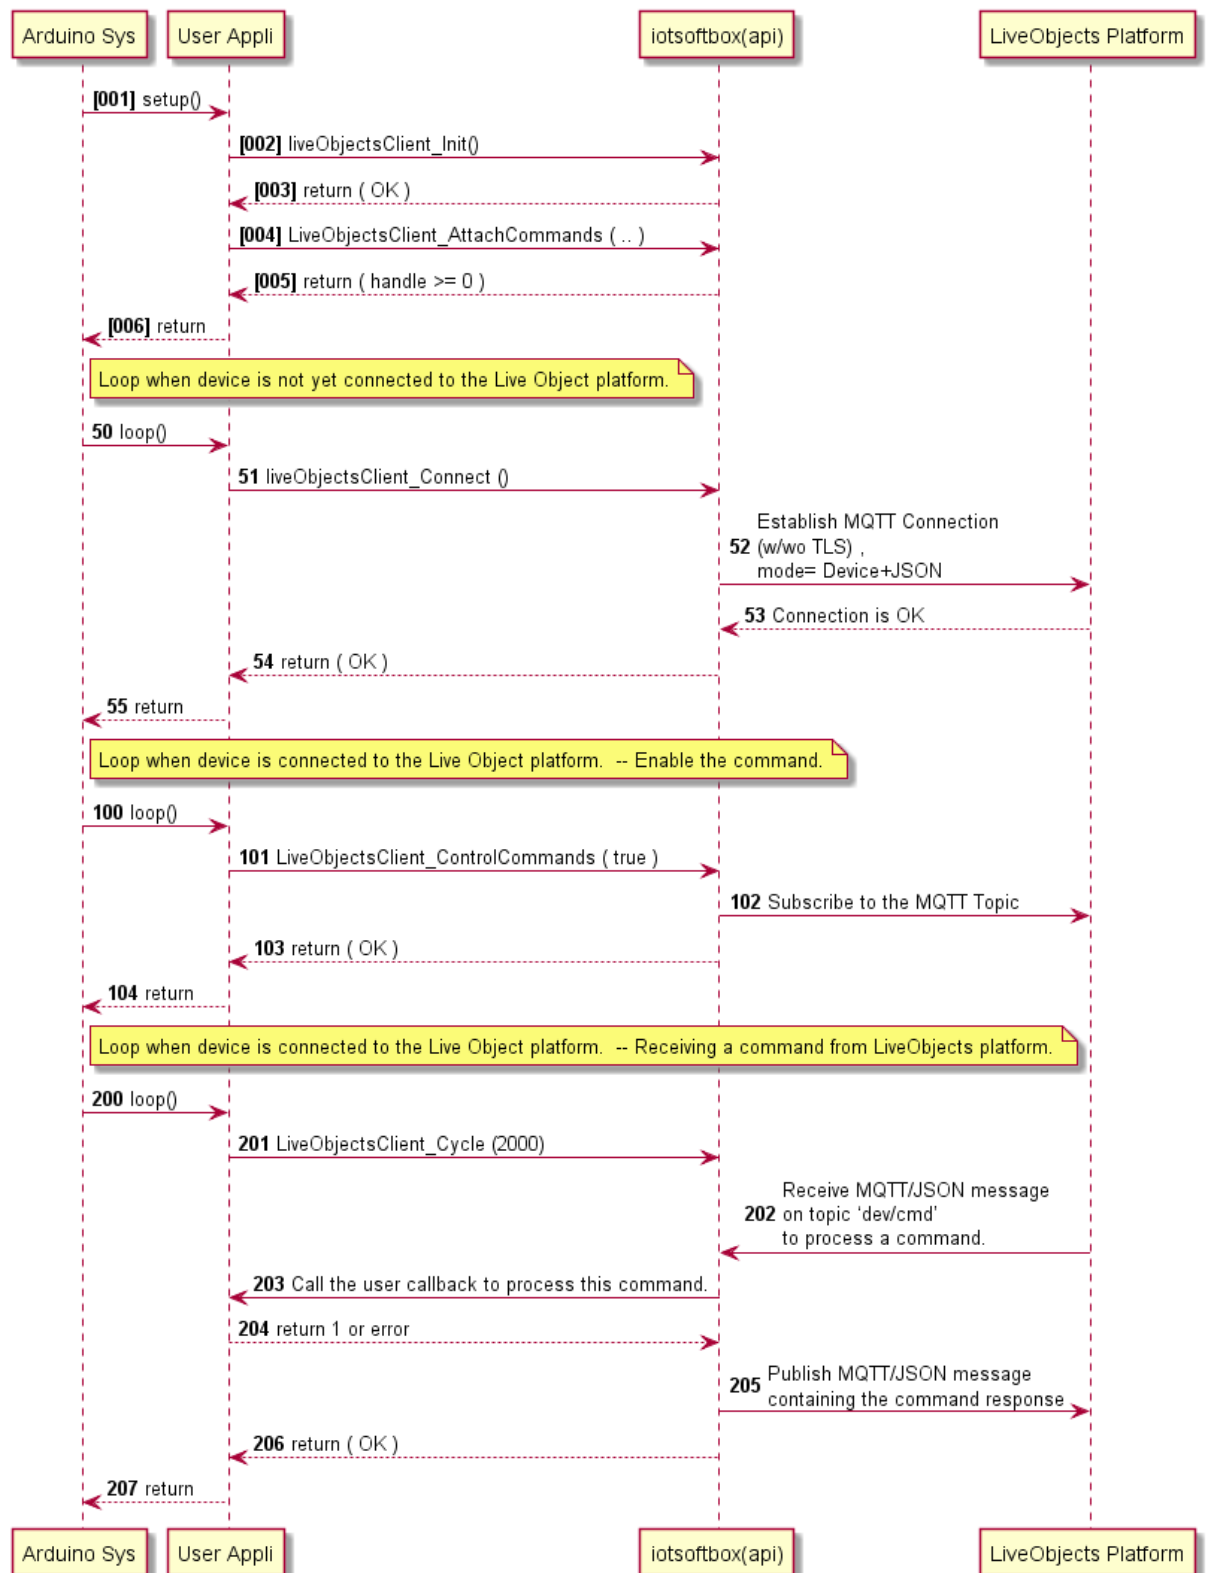 Arduino Sys
User Appli
iotsoftbox(api)
LiveObjects Platform
[001] setup()
[002] liveObjectsClient_Init()
[003] return ( OK )
[004] LiveObjectsClient_AttachCommands ( .. )
[005] return ( handle >= 0 )
[006] return
Loop when device is not yet connected to the Live Object platform.
50 loop()
51 liveObjectsClient_Connect ()
Establish MQTT Connection
52 (w/wo TLS) ,
mode= Device+JSON
53 Connection is OK
54 return ( OK )
55 return
Loop when device is connected to the Live Object platform.  -- Enable the command.
100 loop()
101 LiveObjectsClient_ControlCommands ( true )
102 Subscribe to the MQTT Topic
103 return ( OK )
104 return
Loop when device is connected to the Live Object platform.  -- Receiving a command from LiveObjects platform.
200 loop()
201 LiveObjectsClient_Cycle (2000)
Receive MQTT/JSON message
202 on topic ‘dev/cmd’
to process a command.
203 Call the user callback to process this command.
204 return 1 or error
205 Publish MQTT/JSON message
containing the command response
206 return ( OK )
207 return
Arduino Sys
User Appli
iotsoftbox(api)
LiveObjects Platform